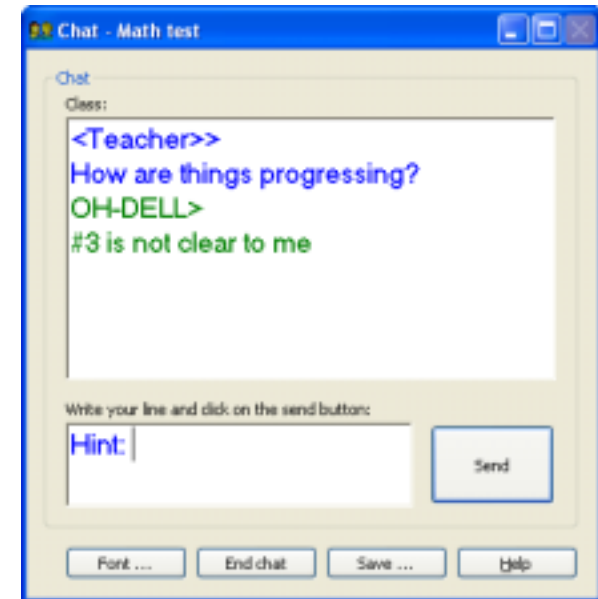 Chat - Math test
Chat
Class:
<Teacher>>
How are things progressing?
OH-DELL>
#3 is not clear to me
Write your line and click on the send button:
Hint:
Send
Font ... End chat Save ... Help